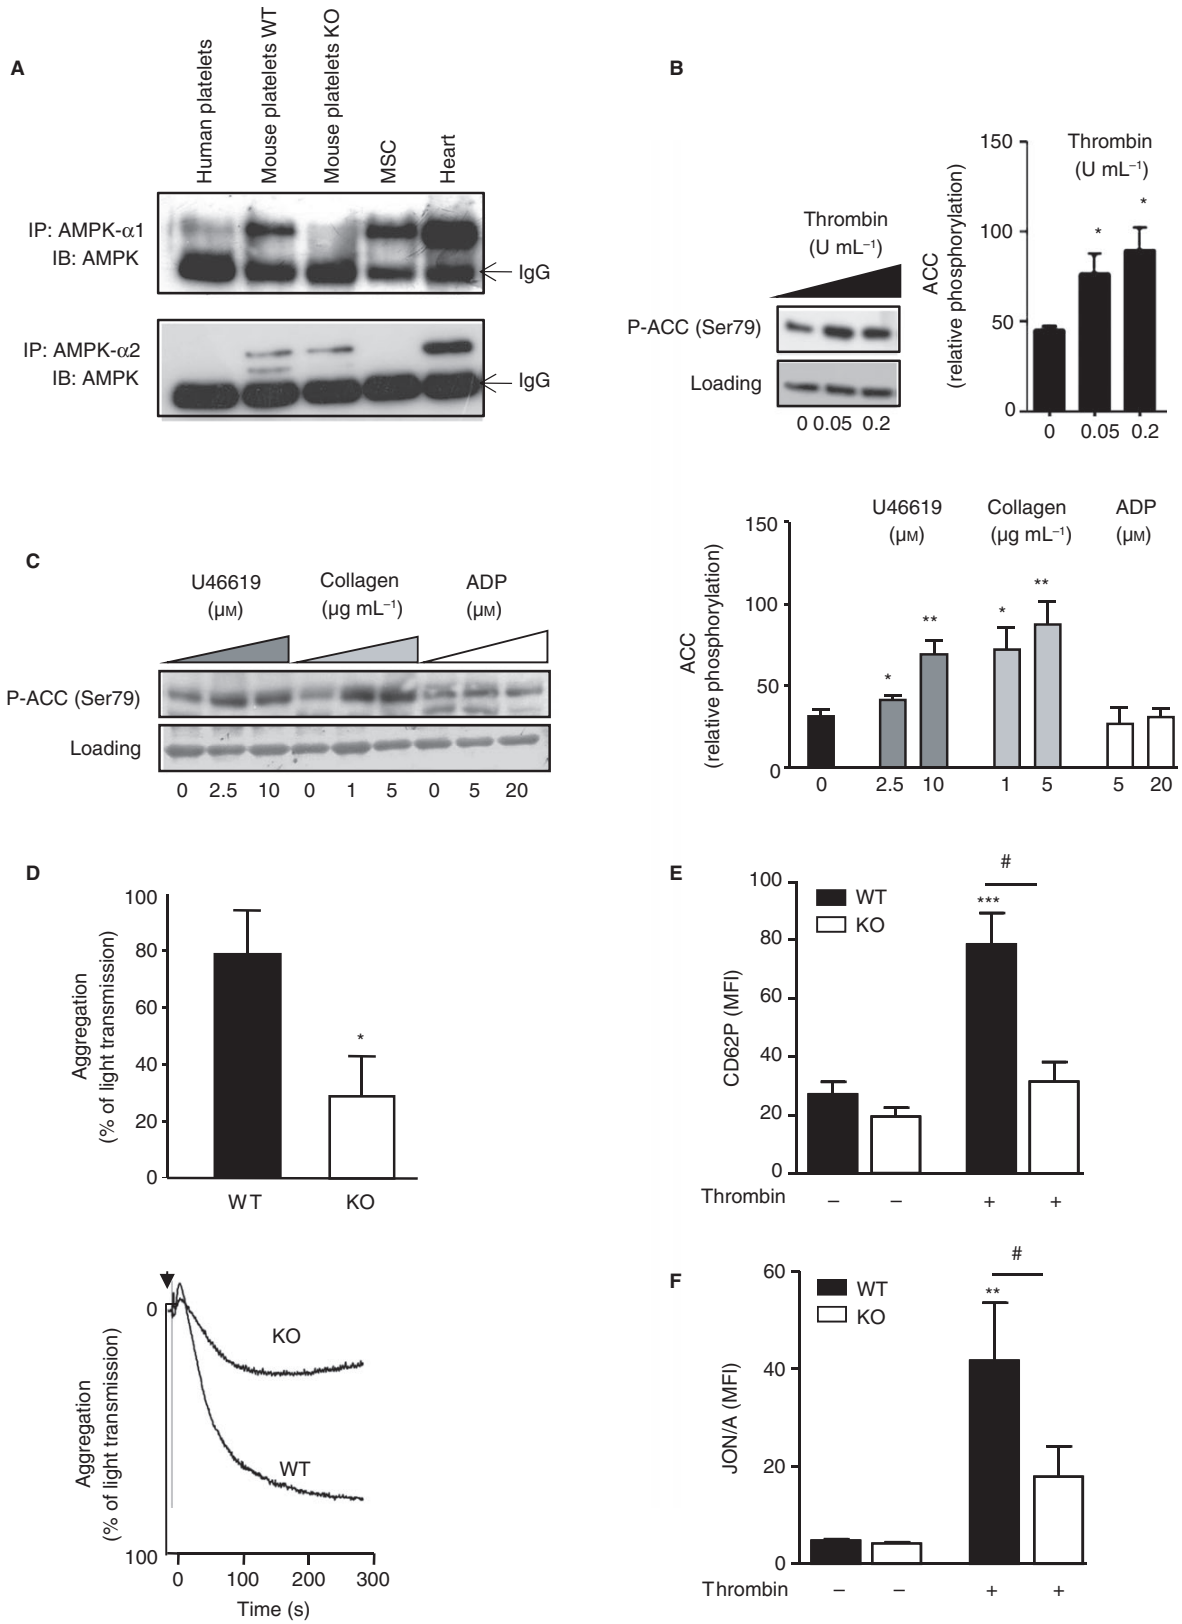 A
Human platelets
Mouse platelets WT
Mouse platelets KO
MSC
Heart
IP: AMPK-α1
IB: AMPK
IgG
IP: AMPK-α2
IB: AMPK
IgG
B
Thrombin
(U mL⁻¹)
P-ACC (Ser79)
Loading
0 0.05 0.2
ACC
(relative phosphorylation)
150
100
50
0
Thrombin
(U mL⁻¹)
*
*
0 0.05 0.2
C
U46619
(µM)
Collagen
(µg mL⁻¹)
ADP
(µM)
P-ACC (Ser79)
Loading
0 2.5 10 0 1 5 0 5 20
ACC
(relative phosphorylation)
150
100
50
0
U46619
(µM)
Collagen
(µg mL⁻¹)
ADP
(µM)
*
**
*
**
0 2.5 10 1 5 5 20
D
Aggregation
(% of light transmission)
100
80
60
40
20
0
*
WT KO
Aggregation
(% of light transmission)
0
100
KO
WT
0 100 200 300
Time (s)
E
CD62P (MFI)
100
80
60
40
20
0
WT
KO
#
***
Thrombin – – + +
F
JON/A (MFI)
60
40
20
0
WT
KO
#
**
Thrombin – – + +